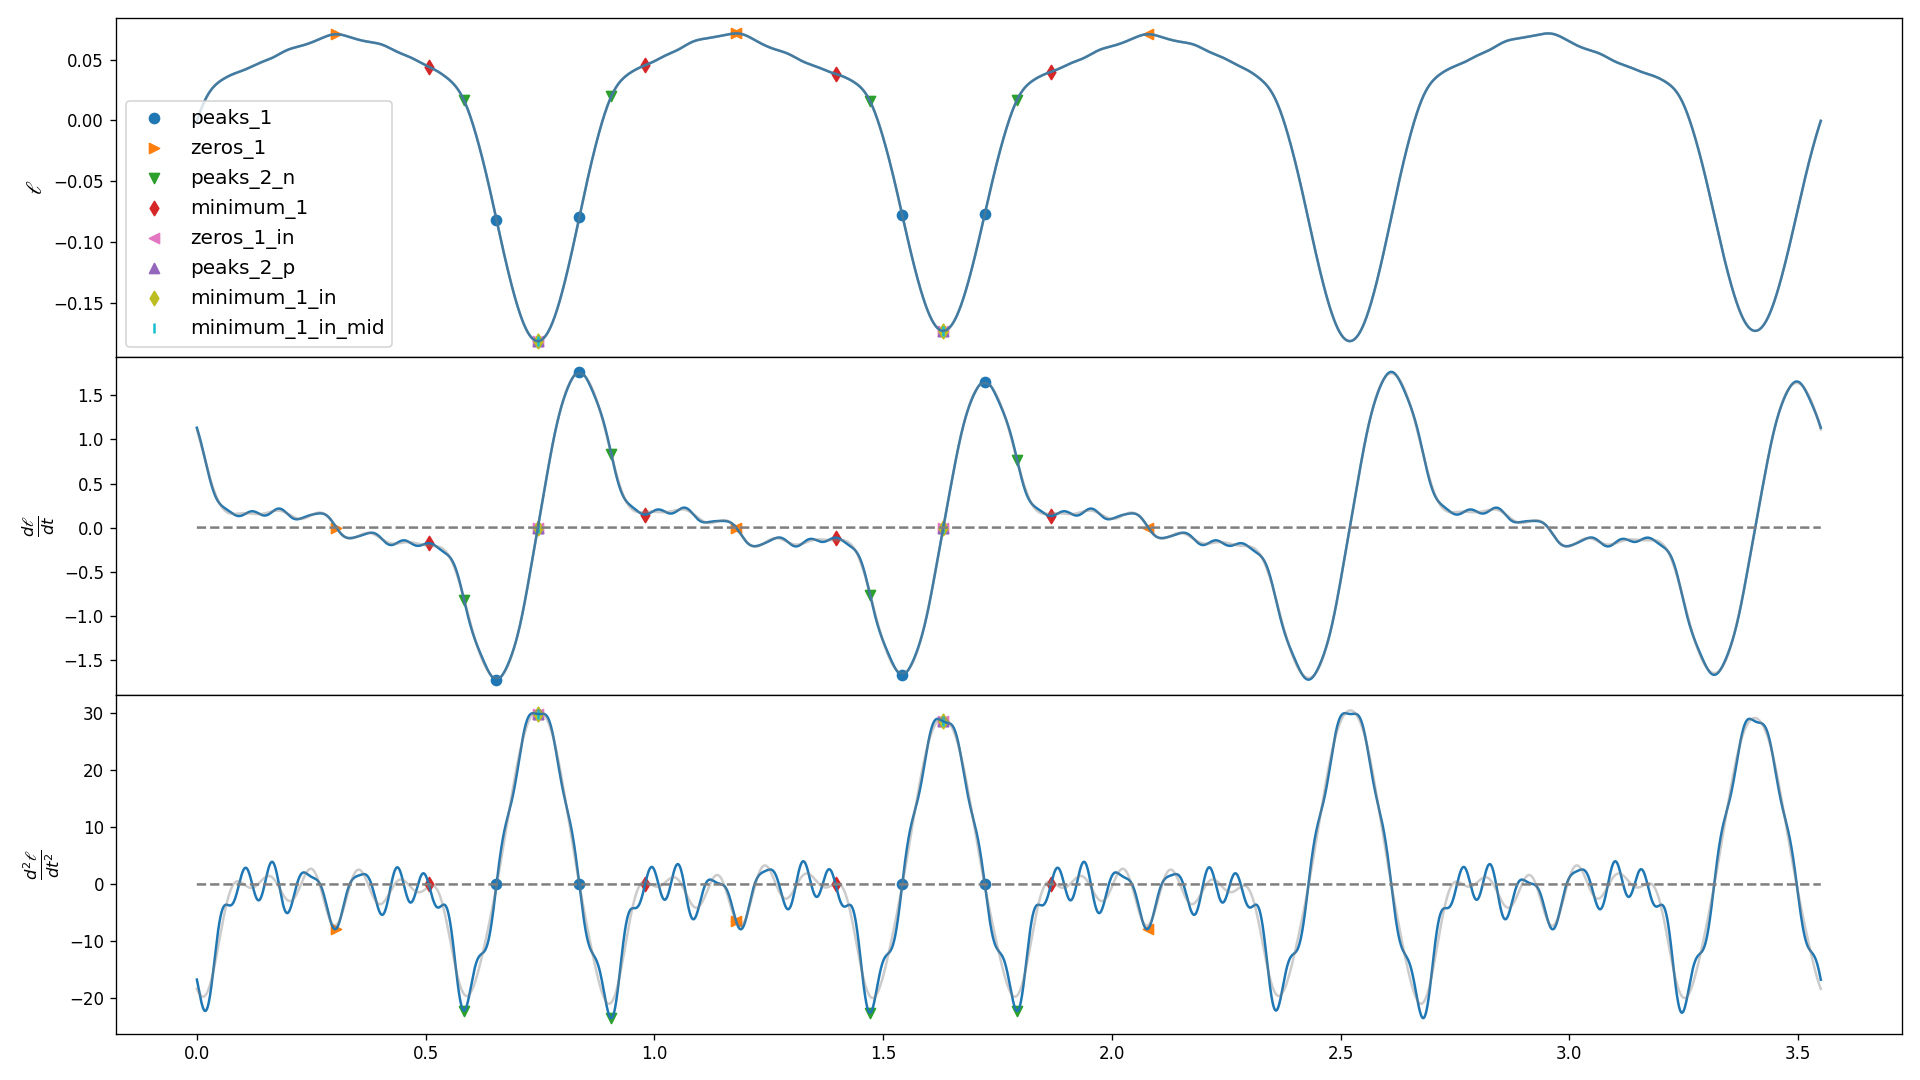 0.05
0.00
−0.05
−0.10
−0.15
ℓ
peaks_1
zeros_1
peaks_2_n
minimum_1
zeros_1_in
peaks_2_p
minimum_1_in
minimum_1_in_mid
1.5
1.0
0.5
0.0
−0.5
−1.0
−1.5
dℓ
dt
30
20
10
0
−10
−20
d²ℓ
dt²
0.0 0.5 1.0 1.5 2.0 2.5 3.0 3.5